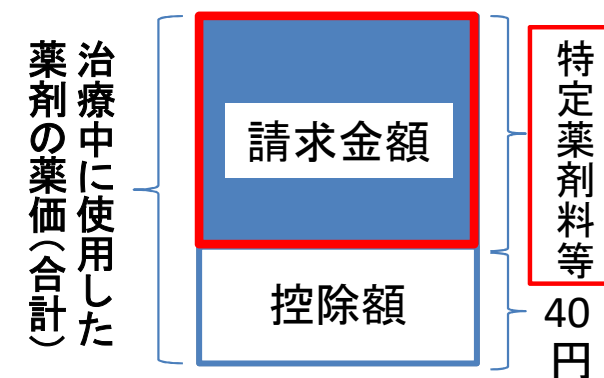 治療中に使用した
薬剤の薬価（合計）
請求金額
控除額
特定薬剤料等
40
円